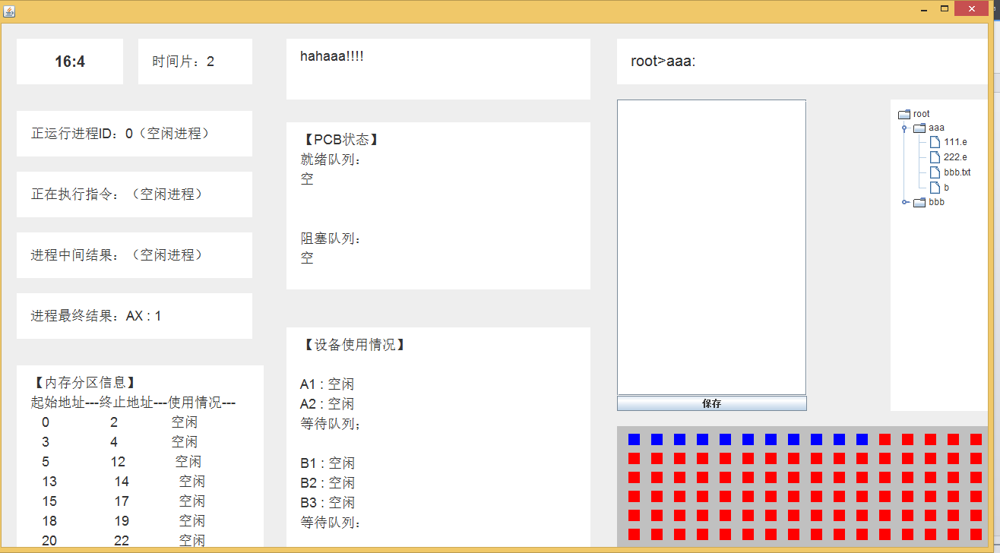 16:4
时间片：2
正运行进程ID：0（空闲进程）
正在执行指令：（空闲进程）
进程中间结果：（空闲进程）
进程最终结果：AX : 1
【内存分区信息】
起始地址---终止地址---使用情况---
0 2 空闲
3 4 空闲
5 12 空闲
13 14 空闲
15 17 空闲
18 19 空闲
20 22 空闲
hahaaa!!!!
【PCB状态】
就绪队列：
空
阻塞队列：
空
【设备使用情况】
A1 : 空闲
A2 : 空闲
等待队列；
B1 : 空闲
B2 : 空闲
B3 : 空闲
等待队列：
root>aaa:
保存
root
aaa
111.e
222.e
bbb.txt
b
bbb